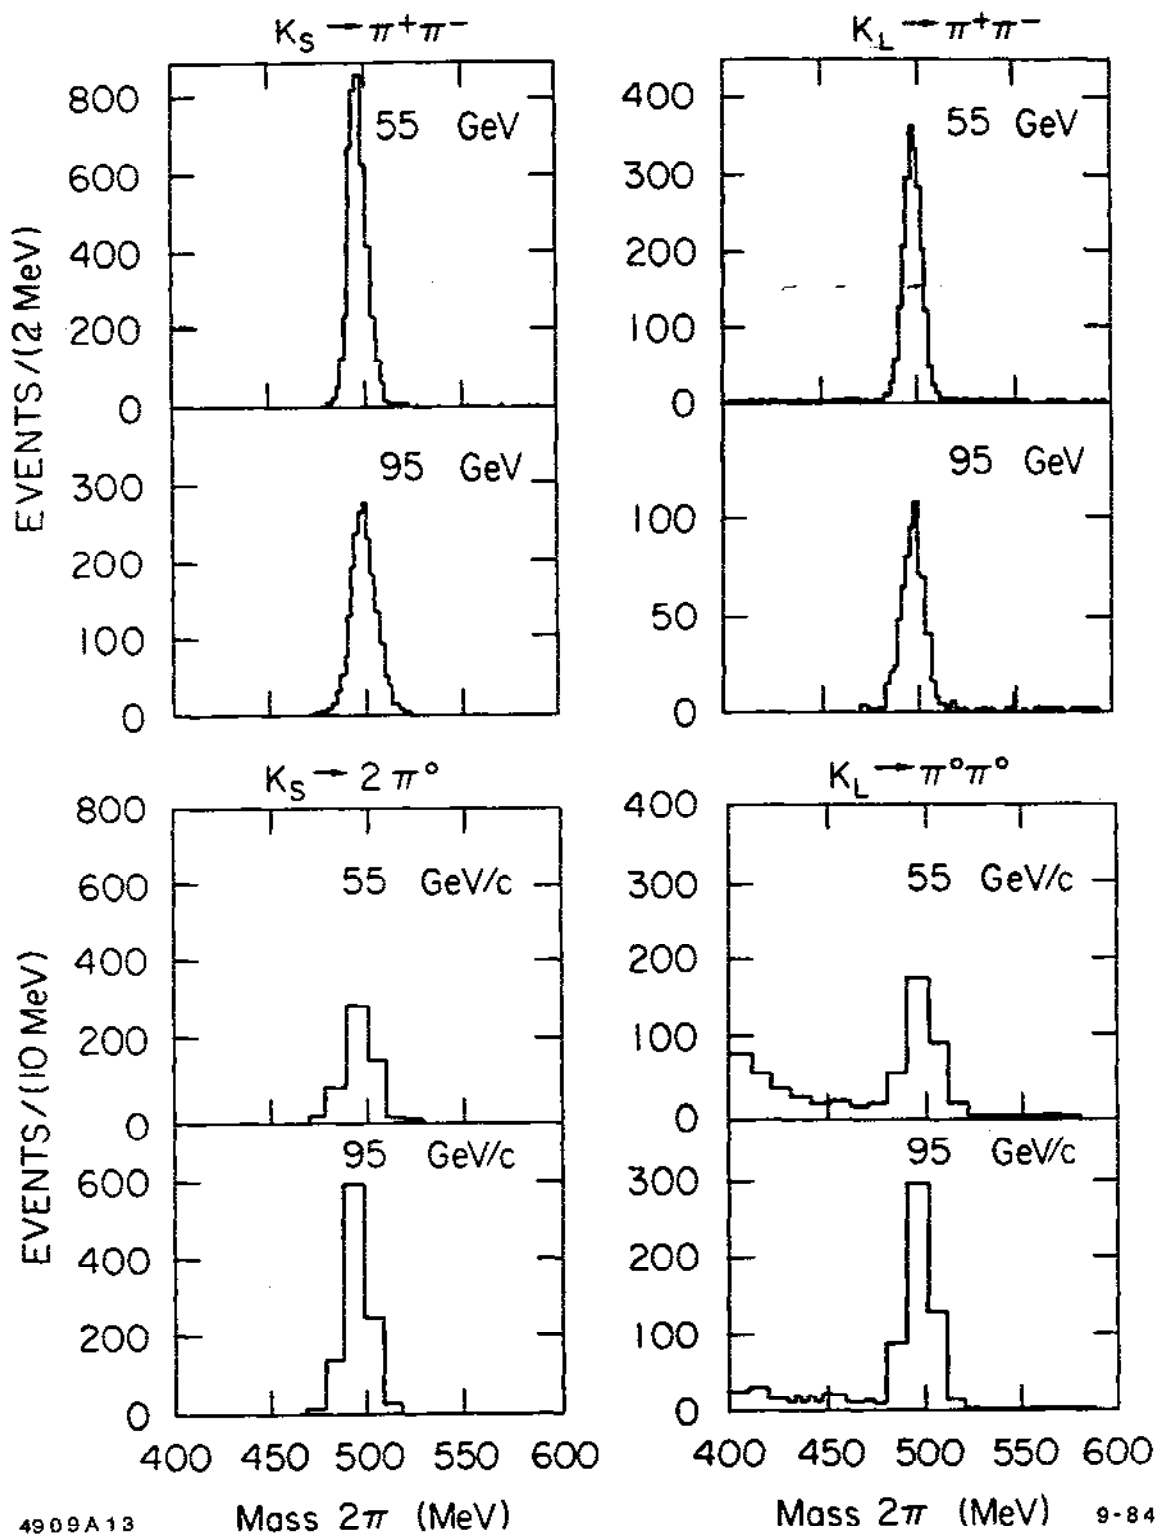 K_S → π⁺π⁻
800
600
400
200
0
55 GeV
K_L → π⁺π⁻
400
300
200
100
0
55 GeV
EVENTS/(2 MeV)
300
200
100
0
95 GeV
100
50
0
95 GeV
K_S → 2π°
800
600
400
200
0
55 GeV/c
K_L → π°π°
400
300
200
100
0
55 GeV/c
EVENTS/(10 MeV)
600
400
200
0
95 GeV/c
300
200
100
0
95 GeV/c
400 450 500 550 600
400 450 500 550 600
Mass 2π (MeV)
Mass 2π (MeV)
4909A13
9-84